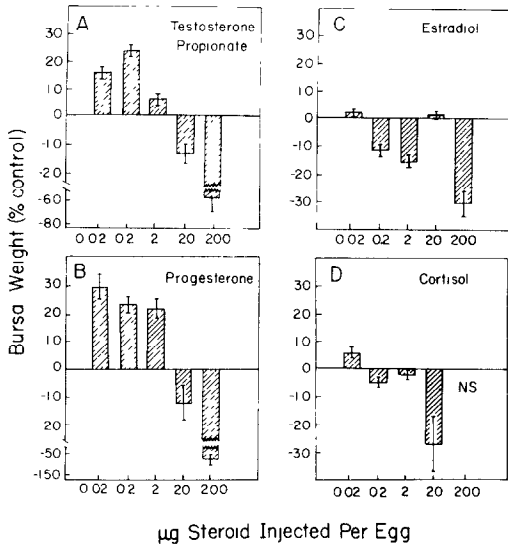 Bursa Weight (% control)
A
Testosterone
Propionate
30
20
10
0
-10
-60
-80
0 02 0 2 2 20 200
B
Progesterone
30
20
10
0
-10
20
-50
-150
0 02 0 2 2 20 200
C
Estradiol
30
20
10
0
-10
-20
-30
0 02 0 2 2 20 200
D
Cortisol
30
20
10
0
-10
-20
-30
NS
0 02 0 2 2 20 200
µg Steroid Injected Per Egg